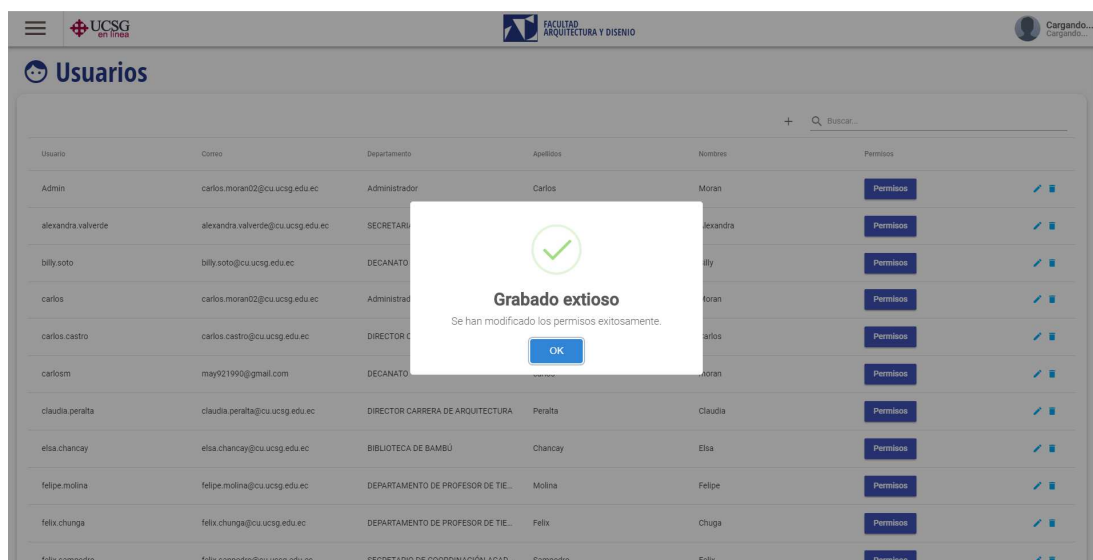 UCSG
en línea
FACULTAD
ARQUITECTURA Y DISENIO
Cargando...
Cargando...
Usuarios
Buscar...
Usuario Correo Departamento Apellidos Nombres Permisos
Admin carlos.moran02@cu.ucsg.edu.ec Administrador Carlos Moran Permisos
alexandra.valverde alexandra.valverde@cu.ucsg.edu.ec Permisos
billy.soto billy.soto@cu.ucsg.edu.ec DECANATO Permisos
carlos carlos.moran02@cu.ucsg.edu.ec Administrad Permisos
carlos.castro carlos.castro@cu.ucsg.edu.ec DIRECTOR C Permisos
carlosm may921990@gmail.com DECANATO Permisos
Grabado extioso
Se han modificado los permisos exitosamente.
OK
claudia.peralta claudia.peralta@cu.ucsg.edu.ec DIRECTOR CARRERA DE ARQUITECTURA Peralta Claudia Permisos
elsa.chancay elsa.chancay@cu.ucsg.edu.ec BIBLIOTECA DE BAMBÚ Chancay Elsa Permisos
felipe.molina felipe.molina@cu.ucsg.edu.ec DEPARTAMENTO DE PROFESOR DE TIE... Molina Felipe Permisos
felix.chunga felix.chunga@cu.ucsg.edu.ec DEPARTAMENTO DE PROFESOR DE TIE... Felix Chuga Permisos
SECRETARIO DE COORDINACIÓN ACAD... Felix Permisos